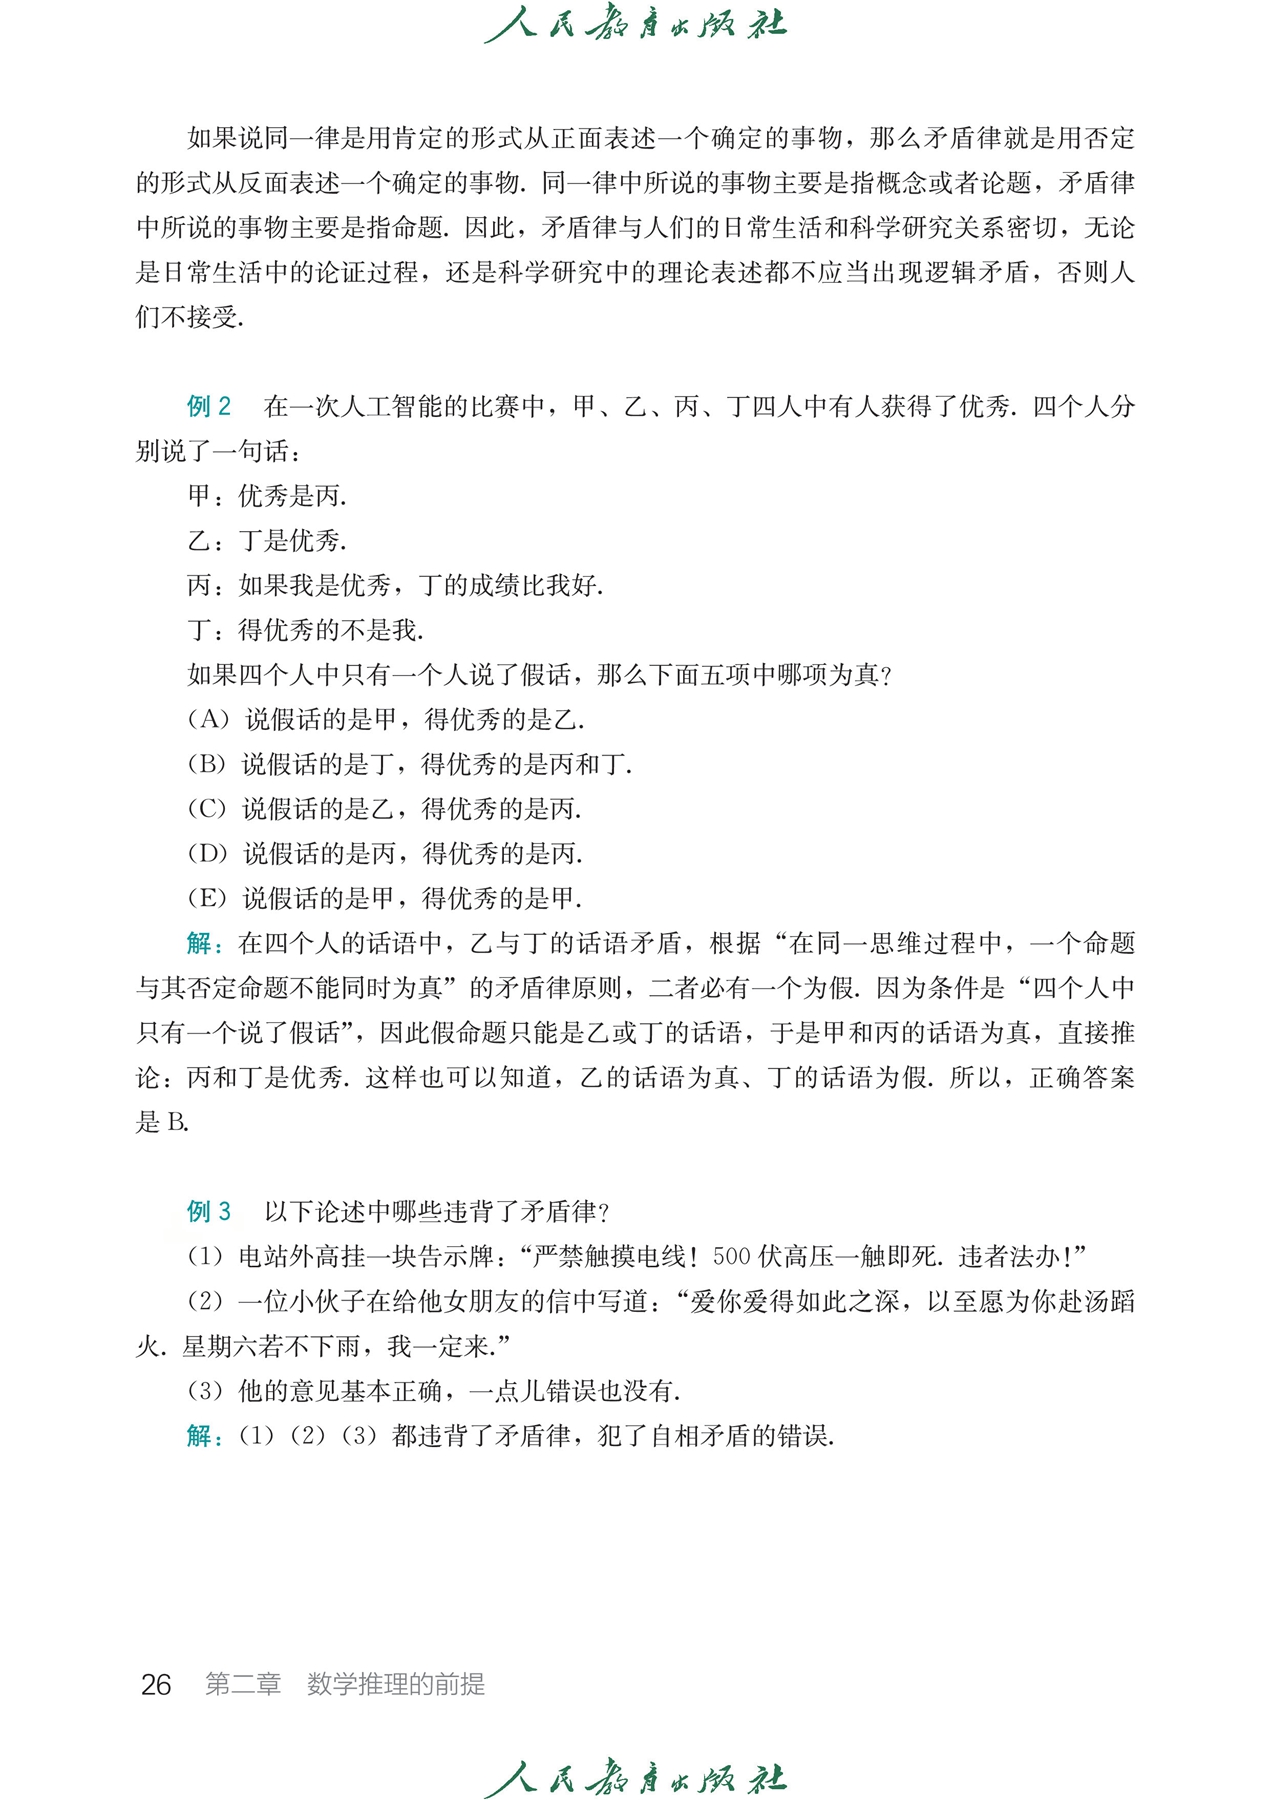 人民教育出版社
如果说同一律是用肯定的形式从正面表述一个确定的事物，那么矛盾律就是用否定
的形式从反面表述一个确定的事物. 同一律中所说的事物主要是指概念或者论题，矛盾律
中所说的事物主要是指命题. 因此，矛盾律与人们的日常生活和科学研究关系密切，无论
是日常生活中的论证过程，还是科学研究中的理论表述都不应当出现逻辑矛盾，否则人
们不接受.
例 2　在一次人工智能的比赛中，甲、乙、丙、丁四人中有人获得了优秀. 四个人分
别说了一句话：
甲：优秀是丙.
乙：丁是优秀.
丙：如果我是优秀，丁的成绩比我好.
丁：得优秀的不是我.
如果四个人中只有一个人说了假话，那么下面五项中哪项为真?
（A）说假话的是甲，得优秀的是乙.
（B）说假话的是丁，得优秀的是丙和丁.
（C）说假话的是乙，得优秀的是丙.
（D）说假话的是丙，得优秀的是丙.
（E）说假话的是甲，得优秀的是甲.
解：在四个人的话语中，乙与丁的话语矛盾，根据“在同一思维过程中，一个命题
与其否定命题不能同时为真”的矛盾律原则，二者必有一个为假. 因为条件是“四个人中
只有一个说了假话”，因此假命题只能是乙或丁的话语，于是甲和丙的话语为真，直接推
论：丙和丁是优秀. 这样也可以知道，乙的话语为真、丁的话语为假. 所以，正确答案
是 B.
例 3　以下论述中哪些违背了矛盾律?
（1）电站外高挂一块告示牌：“严禁触摸电线！500 伏高压一触即死. 违者法办！”
（2）一位小伙子在给他女朋友的信中写道：“爱你爱得如此之深，以至愿为你赴汤蹈
火. 星期六若不下雨，我一定来.”
（3）他的意见基本正确，一点儿错误也没有.
解：（1）（2）（3）都违背了矛盾律，犯了自相矛盾的错误.
26　第二章　数学推理的前提
人民教育出版社